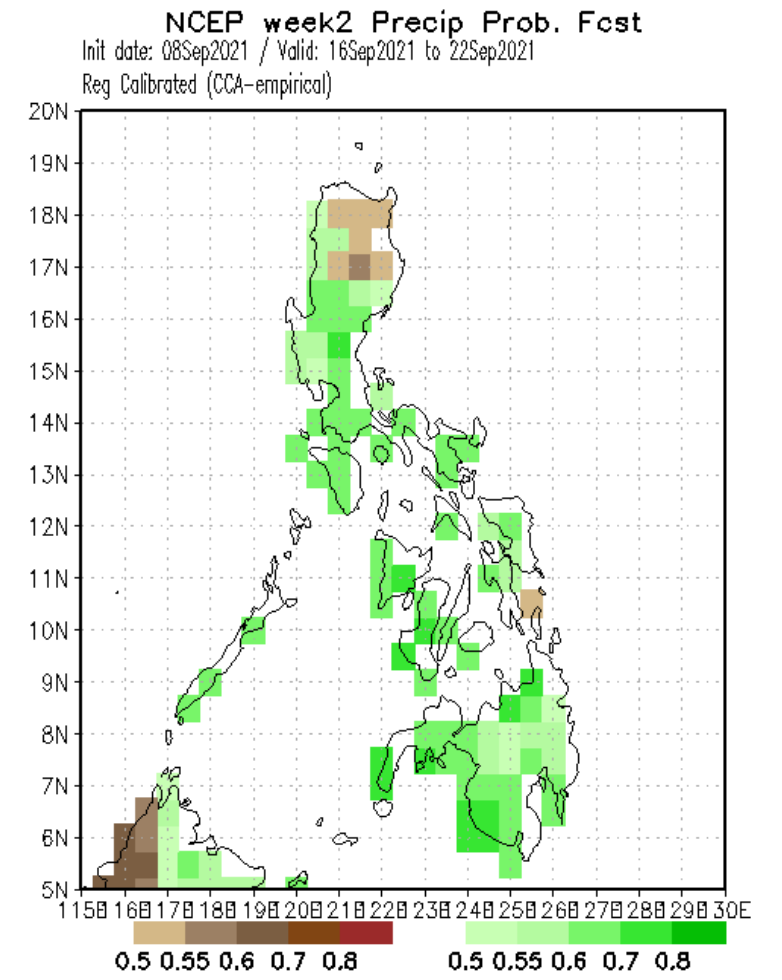 NCEP week2 Precip Prob. Fcst
Init date: 08Sep2021 / Valid: 16Sep2021 to 22Sep2021
Reg Calibrated (CCA-empirical)
20N
19N
18N
17N
16N
15N
14N
13N
12N
11N
10N
9N
8N
7N
6N
5N
115E 116E 117E 118E 119E 120E 121E 122E 123E 124E 125E 126E 127E 128E 129E 130E
0.5 0.55 0.6 0.7 0.8 0.5 0.55 0.6 0.7 0.8